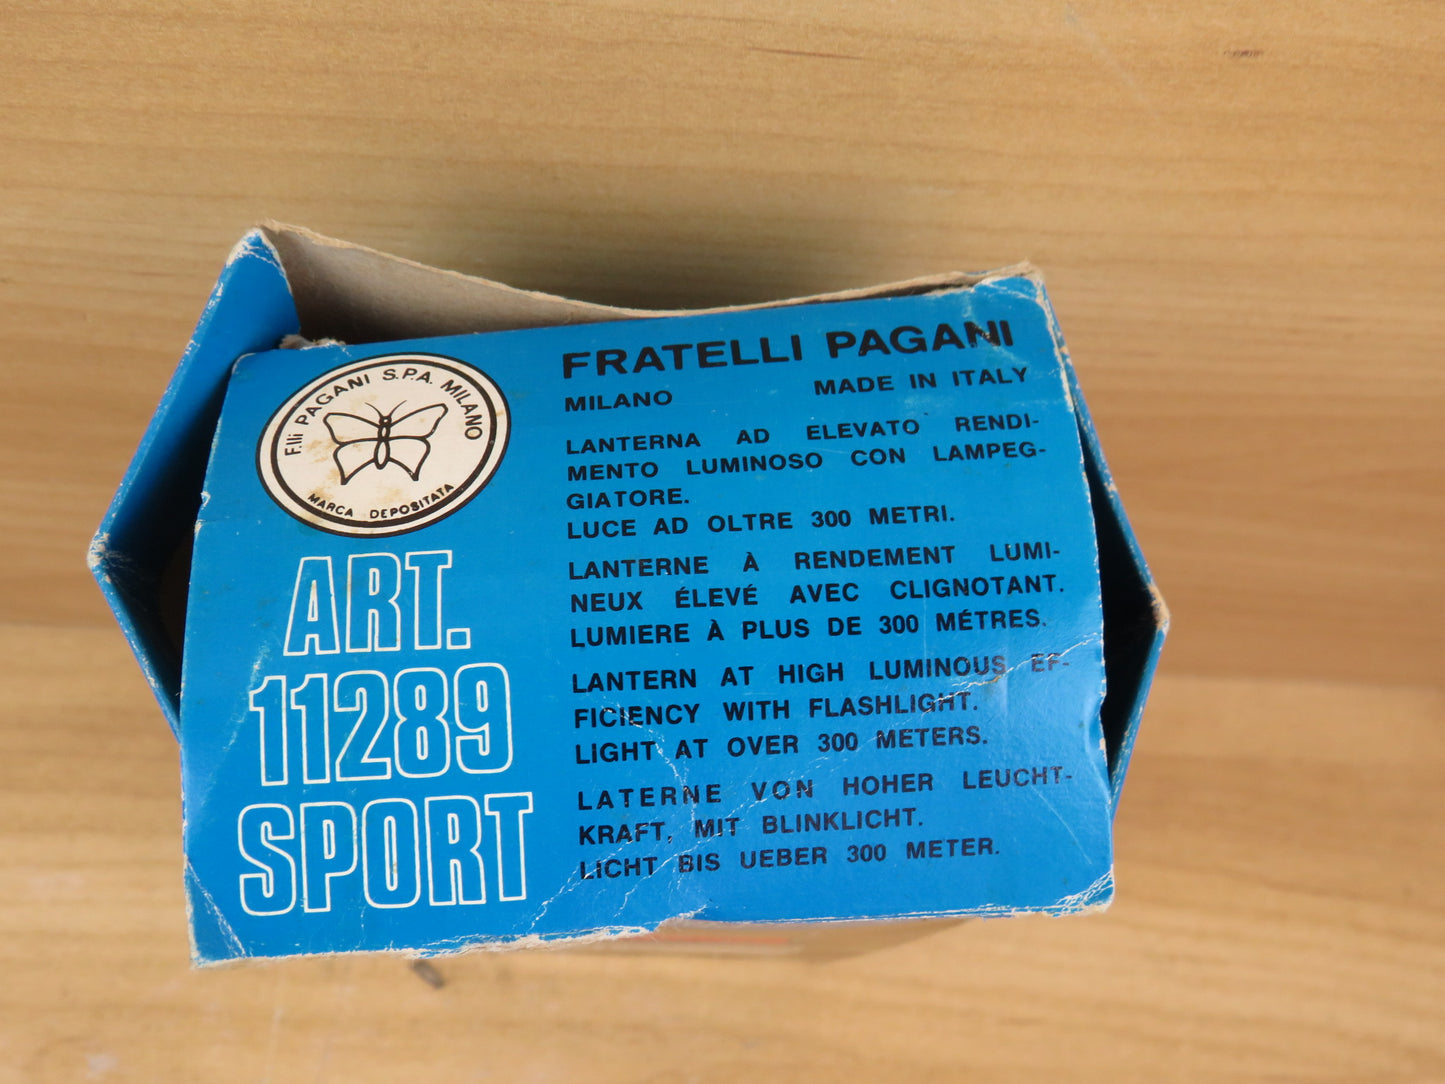 F.lli PAGANI S.P.A. MILANO
MARCA DEPOSITATA
ART.
11289
SPORT
FRATELLI PAGANI
MILANO MADE IN ITALY
LANTERNA AD ELEVATO RENDI-
MENTO LUMINOSO CON LAMPEG-
GIATORE.
LUCE AD OLTRE 300 METRI.
LANTERNE À RENDEMENT LUMI-
NEUX ÉLEVÉ AVEC CLIGNOTANT.
LUMIERE À PLUS DE 300 MÉTRES.
LANTERN AT HIGH LUMINOUS EF-
FICIENCY WITH FLASHLIGHT.
LIGHT AT OVER 300 METERS.
LATERNE VON HOHER LEUCHT-
KRAFT, MIT BLINKLICHT.
LICHT BIS UEBER 300 METER.